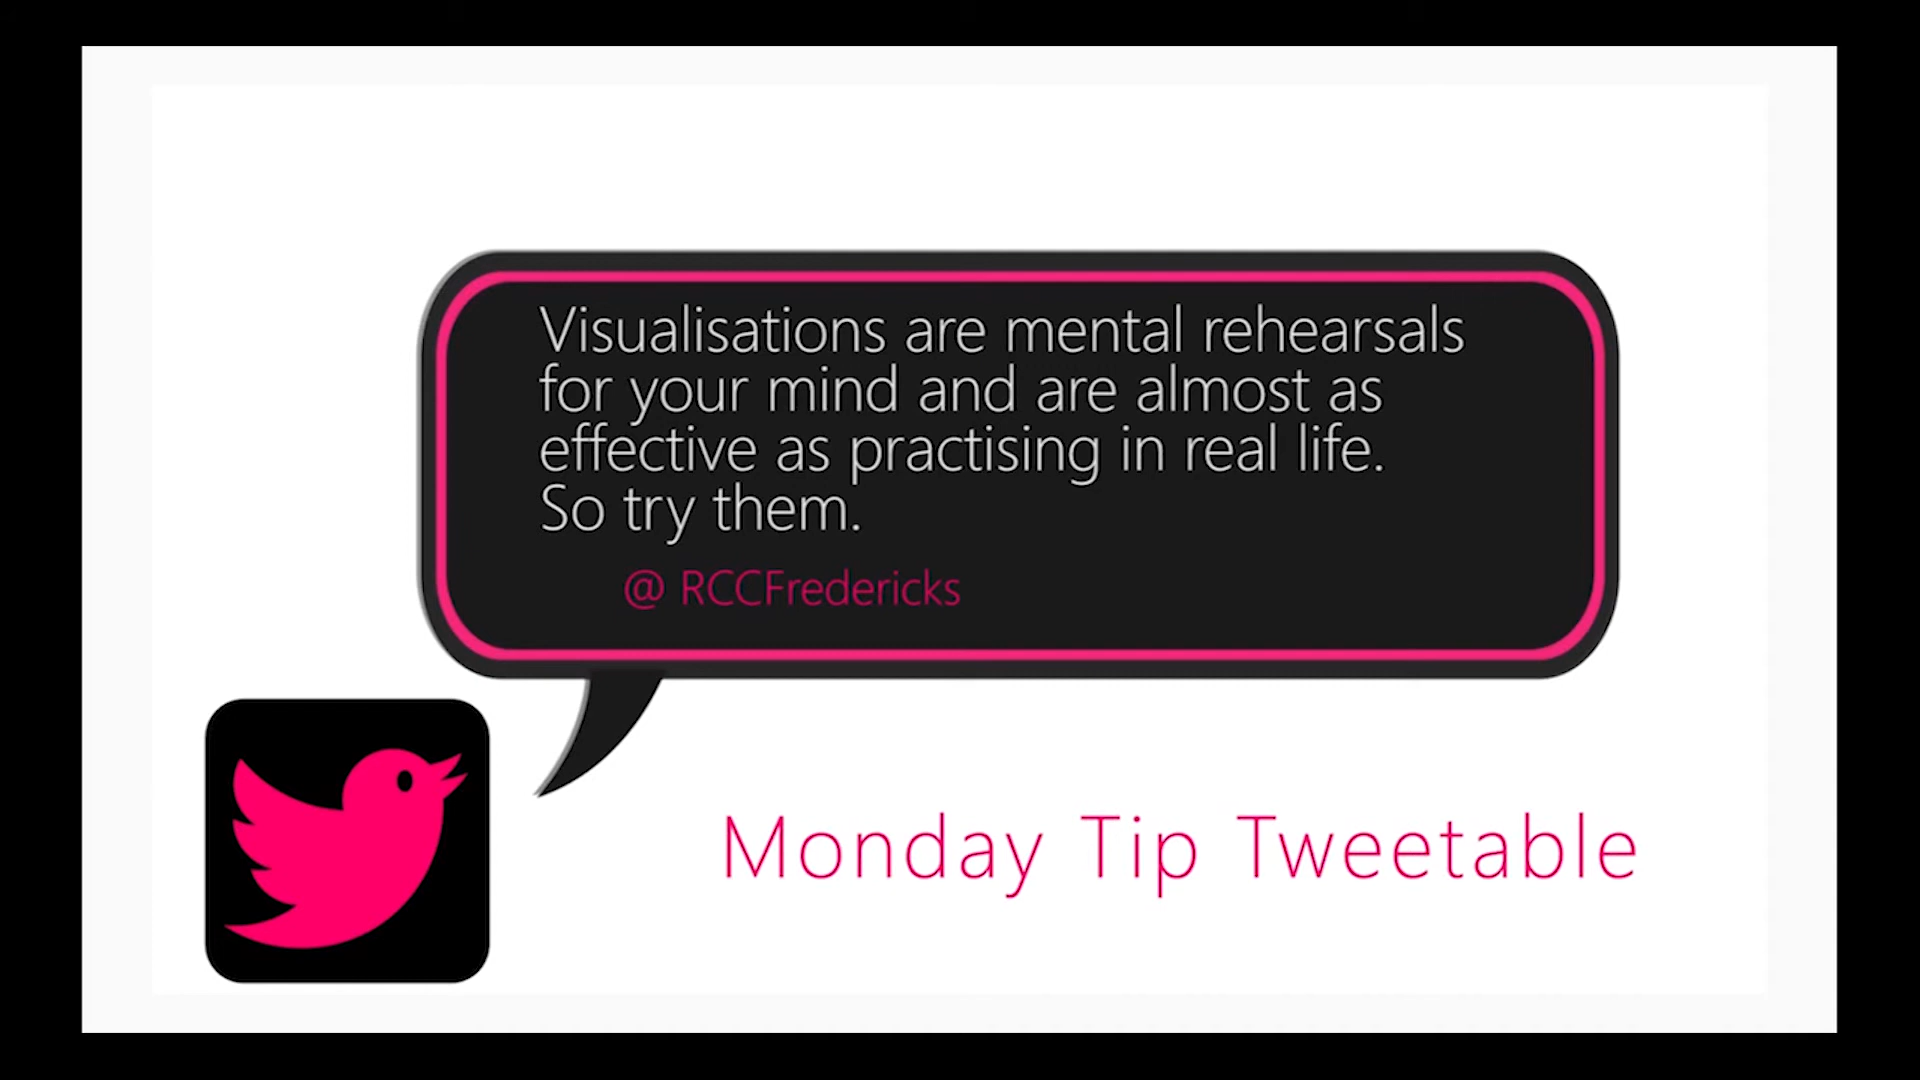 Visualisations are mental rehearsals
for your mind and are almost as
effective as practising in real life.
So try them.
@ RCCFredericks
Monday Tip Tweetable